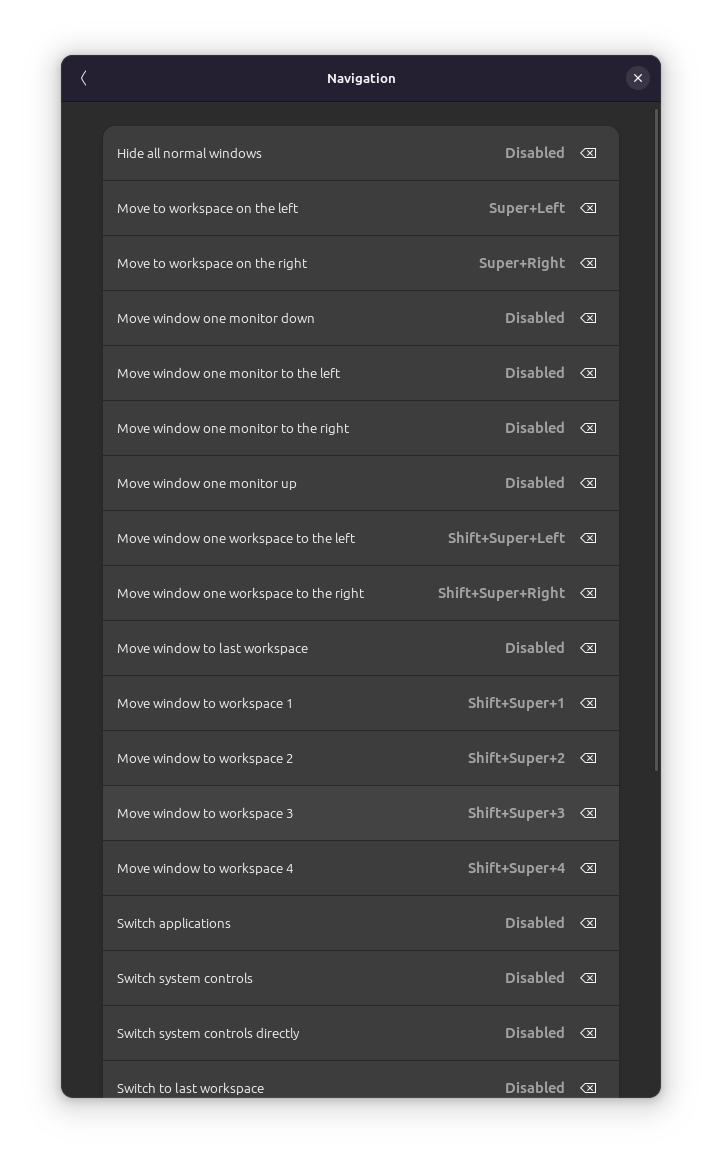 Navigation
Hide all normal windows Disabled
Move to workspace on the left Super+Left
Move to workspace on the right Super+Right
Move window one monitor down Disabled
Move window one monitor to the left Disabled
Move window one monitor to the right Disabled
Move window one monitor up Disabled
Move window one workspace to the left Shift+Super+Left
Move window one workspace to the right Shift+Super+Right
Move window to last workspace Disabled
Move window to workspace 1 Shift+Super+1
Move window to workspace 2 Shift+Super+2
Move window to workspace 3 Shift+Super+3
Move window to workspace 4 Shift+Super+4
Switch applications Disabled
Switch system controls Disabled
Switch system controls directly Disabled
Switch to last workspace Disabled